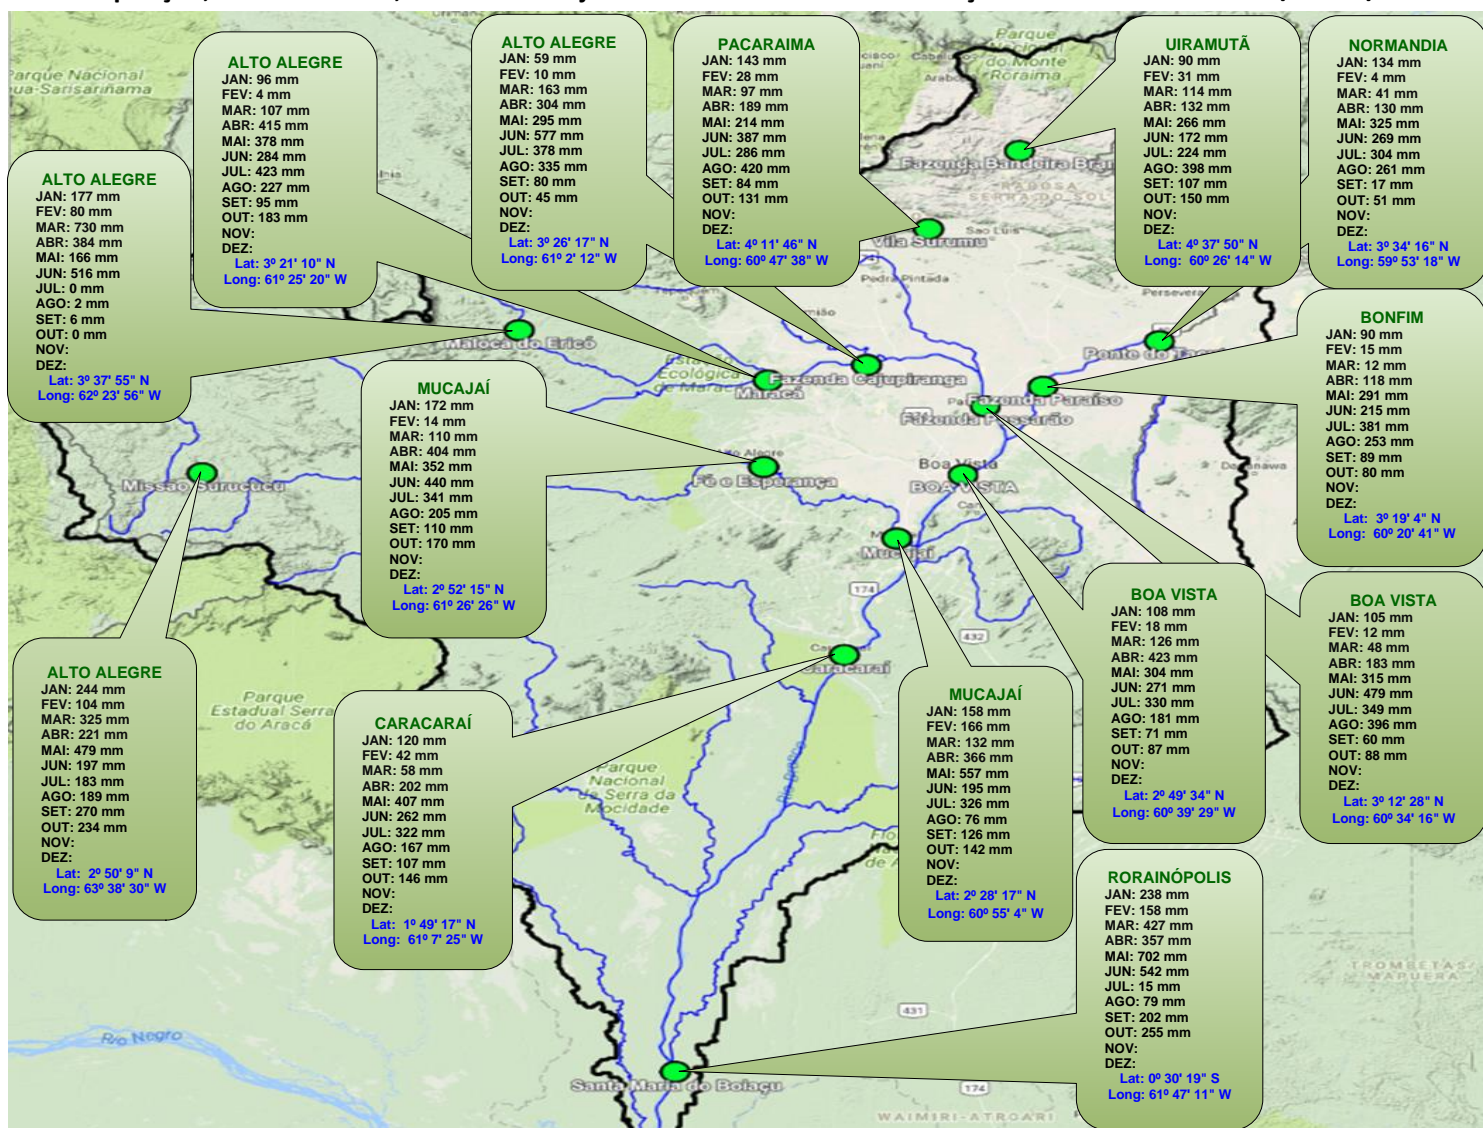 ALTO ALEGRE
JAN: 96 mm
FEV: 4 mm
MAR: 107 mm
ABR: 415 mm
MAI: 378 mm
JUN: 284 mm
JUL: 423 mm
AGO: 227 mm
SET: 95 mm
OUT: 183 mm
NOV:
DEZ:
Lat: 3º 21' 10" N
Long: 61º 25' 20" W
ALTO ALEGRE
JAN: 59 mm
FEV: 10 mm
MAR: 163 mm
ABR: 304 mm
MAI: 295 mm
JUN: 577 mm
JUL: 378 mm
AGO: 335 mm
SET: 80 mm
OUT: 45 mm
NOV:
DEZ:
Lat: 3º 26' 17" N
Long: 61º 2' 12" W
PACARAIMA
JAN: 143 mm
FEV: 28 mm
MAR: 97 mm
ABR: 189 mm
MAI: 214 mm
JUN: 387 mm
JUL: 286 mm
AGO: 420 mm
SET: 84 mm
OUT: 131 mm
NOV:
DEZ:
Lat: 4º 11' 46" N
Long: 60º 47' 38" W
UIRAMUTÃ
JAN: 90 mm
FEV: 31 mm
MAR: 114 mm
ABR: 132 mm
MAI: 266 mm
JUN: 172 mm
JUL: 224 mm
AGO: 398 mm
SET: 107 mm
OUT: 150 mm
NOV:
DEZ:
Lat: 4º 37' 50" N
Long: 60º 26' 14" W
NORMANDIA
JAN: 134 mm
FEV: 4 mm
MAR: 41 mm
ABR: 130 mm
MAI: 325 mm
JUN: 269 mm
JUL: 304 mm
AGO: 261 mm
SET: 17 mm
OUT: 51 mm
NOV:
DEZ:
Lat: 3º 34' 16" N
Long: 59º 53' 18" W
Parque Nacional
Parque
Nacional
do Monte
Roraima
ALTO ALEGRE
JAN: 177 mm
FEV: 80 mm
MAR: 730 mm
ABR: 384 mm
MAI: 166 mm
JUN: 516 mm
JUL: 0 mm
AGO: 2 mm
SET: 6 mm
OUT: 0 mm
NOV:
DEZ:
Lat: 3º 37' 55" N
Long: 62º 23' 56" W
Vila Surumu
Sao Luis
Pedra Pintada
Maloca do Ericó
Estação
Ecológica
de Maracá
Maracá
Fazenda Cajupiranga
Fazenda Paraíso
Fazenda Passarão
BONFIM
JAN: 90 mm
FEV: 15 mm
MAR: 12 mm
ABR: 118 mm
MAI: 291 mm
JUN: 215 mm
JUL: 381 mm
AGO: 253 mm
SET: 89 mm
OUT: 80 mm
NOV:
DEZ:
Lat: 3º 19' 4" N
Long: 60º 20' 41" W
MUCAJAÍ
JAN: 172 mm
FEV: 14 mm
MAR: 110 mm
ABR: 404 mm
MAI: 352 mm
JUN: 440 mm
JUL: 341 mm
AGO: 205 mm
SET: 110 mm
OUT: 170 mm
NOV:
DEZ:
Lat: 2º 52' 15" N
Long: 61º 26' 26" W
Missão Surucucu
Fé e Esperança
Boa Vista
BOA VISTA
Mucajaí
174
432
Caracaraí
ALTO ALEGRE
JAN: 244 mm
FEV: 104 mm
MAR: 325 mm
ABR: 221 mm
MAI: 479 mm
JUN: 197 mm
JUL: 183 mm
AGO: 189 mm
SET: 270 mm
OUT: 234 mm
NOV:
DEZ:
Lat: 2º 50' 9" N
Long: 63º 38' 30" W
Parque
Estadual Serra
do Aracá
CARACARAÍ
JAN: 120 mm
FEV: 42 mm
MAR: 58 mm
ABR: 202 mm
MAI: 407 mm
JUN: 262 mm
JUL: 322 mm
AGO: 167 mm
SET: 107 mm
OUT: 146 mm
NOV:
DEZ:
Lat: 1º 49' 17" N
Long: 61º 7' 25" W
Parque
Nacional
da Serra da
Mocidade
Rio Branco
MUCAJAÍ
JAN: 158 mm
FEV: 166 mm
MAR: 132 mm
ABR: 366 mm
MAI: 557 mm
JUN: 195 mm
JUL: 326 mm
AGO: 76 mm
SET: 126 mm
OUT: 142 mm
NOV:
DEZ:
Lat: 2º 28' 17" N
Long: 60º 55' 4" W
BOA VISTA
JAN: 108 mm
FEV: 18 mm
MAR: 126 mm
ABR: 423 mm
MAI: 304 mm
JUN: 271 mm
JUL: 330 mm
AGO: 181 mm
SET: 71 mm
OUT: 87 mm
NOV:
DEZ:
Lat: 2º 49' 34" N
Long: 60º 39' 29" W
BOA VISTA
JAN: 105 mm
FEV: 12 mm
MAR: 48 mm
ABR: 183 mm
MAI: 315 mm
JUN: 479 mm
JUL: 349 mm
AGO: 396 mm
SET: 60 mm
OUT: 88 mm
NOV:
DEZ:
Lat: 3º 12' 28" N
Long: 60º 34' 16" W
RORAINÓPOLIS
JAN: 238 mm
FEV: 158 mm
MAR: 427 mm
ABR: 357 mm
MAI: 702 mm
JUN: 542 mm
JUL: 15 mm
AGO: 79 mm
SET: 202 mm
OUT: 255 mm
NOV:
DEZ:
Lat: 0º 30' 19" S
Long: 61º 47' 11" W
TROMBETAS/
MAPUERA
431
Rio Negro
Santa Maria do Boiaçu
174
WAIMIRI-ATROARI